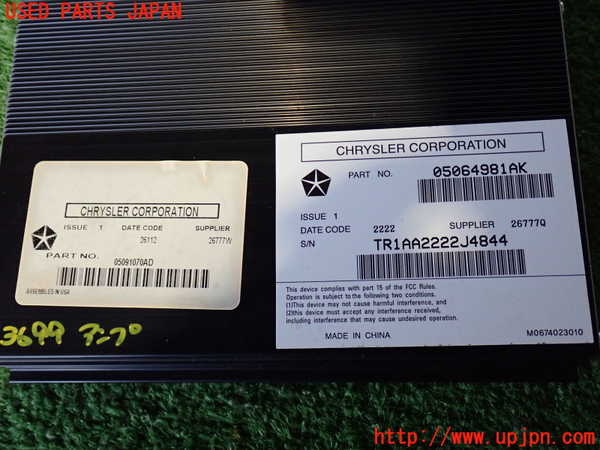 USED PARTS JAPAN
CHRYSLER CORPORATION
ISSUE 1 DATE CODE SUPPLIER
26112 26777W
PART NO.
05091070AD
ASSEMBLED IN USA
3699 アンプ
CHRYSLER CORPORATION
PART NO. 05064981AK
ISSUE 1
DATE CODE 2222 SUPPLIER 26777Q
S/N TR1AA2222J4844
This device complies with part 15 of the FCC Rules.
Operation is subject to the following two conditions.
(1)This device may not cause harmful interference, and
(2)this device must accept any interference received,
including interference that may cause undesired operation.
MADE IN CHINA M0674023010
http://www.upjpn.com/